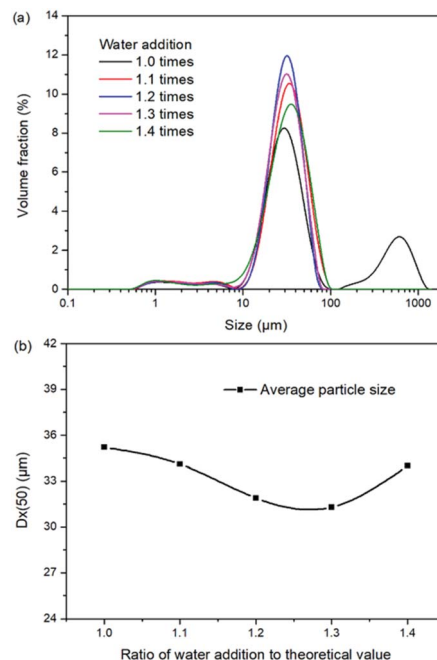 (a)
14
12
10
8
6
4
2
0
Volume fraction (%)
Water addition
1.0 times
1.1 times
1.2 times
1.3 times
1.4 times
0.1 1 10 100 1000
Size (μm)
(b)
42
39
36
33
30
27
24
Dx(50) (μm)
Average particle size
1.0 1.1 1.2 1.3 1.4
Ratio of water addition to theoretical value